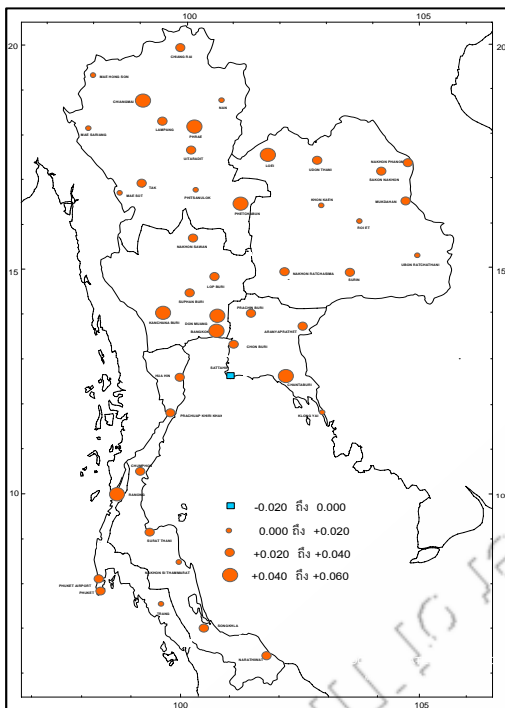 100 105
20 20
CHIANG RAI
MAE HONG SON
CHIANGMAI
NAN
LAMPANG
PHRAE
MAE SARIANG
UTTARADIT
LOEI
UDON THANI
NAKHON PHANOM
SAKON NAKHON
TAK
MAE SOT
PHITSANULOK
PHETCHABUN
KHON KAEN
MUKDAHAN
ROI ET
NAKHON SAWAN
UBON RATCHATHANI
15 15
LOP BURI
NAKHON RATCHASIMA
SURIN
SUPHAN BURI
KANCHANA BURI
DON MUANG
PRACHIN BURI
BANGKOK
ARANYAPRATHET
CHON BURI
SATTAHIP
HUA HIN
CHANTABURI
PRACHUAP KHIRI KHAN
KLONG YAI
CHUMPHON
10 10
RANONG
-0.020 ถึง 0.000
0.000 ถึง +0.020
+0.020 ถึง +0.040
+0.040 ถึง +0.060
SURAT THANI
NAKHON SI THAMMARAT
PHUKET AIRPORT
PHUKET
TRANG
SONGKHLA
NARATHIWAT
100 105